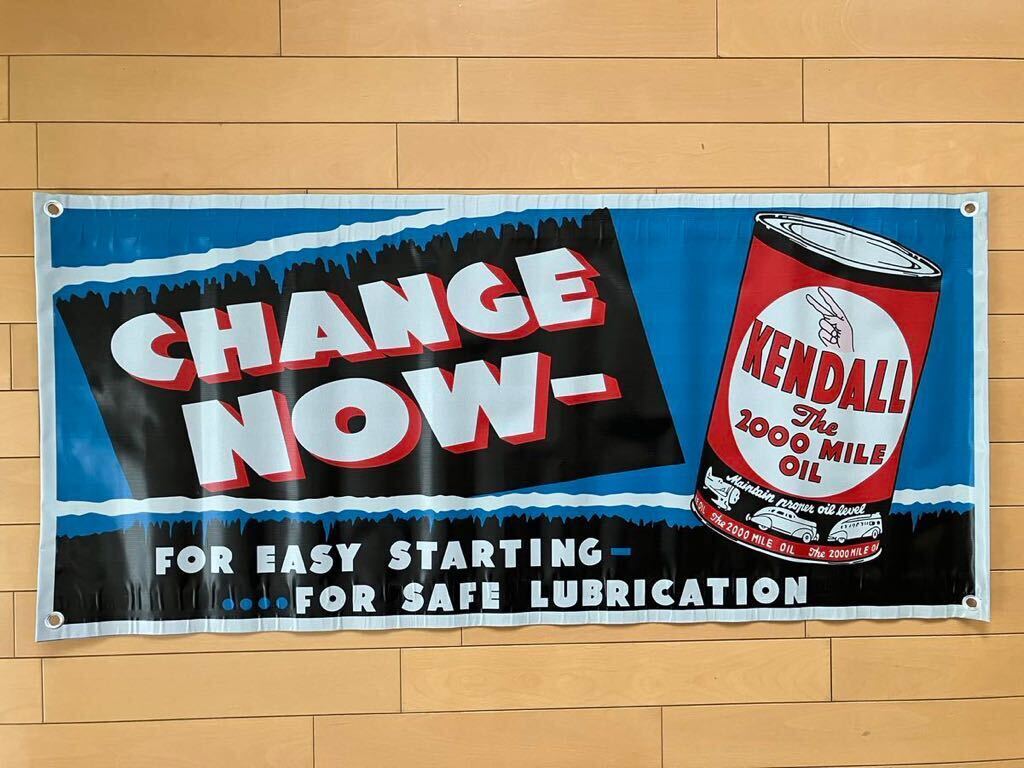 CHANGE
NOW-
FOR EASY STARTING-
....FOR SAFE LUBRICATION
KENDALL
The
2000 MILE
OIL
Maintain proper oil level
OIL The 2000 MILE OIL The 2000 MILE